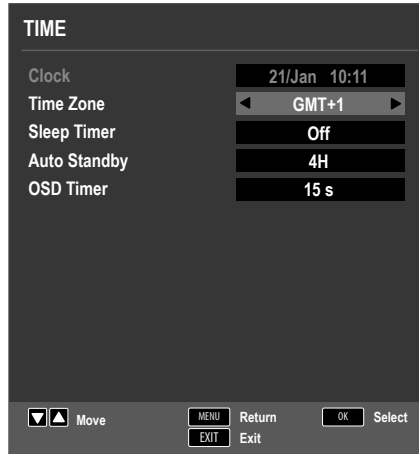 TIME
Clock 21/Jan 10:11
Time Zone GMT+1
Sleep Timer Off
Auto Standby 4H
OSD Timer 15 s
Move MENU Return OK Select
EXIT Exit